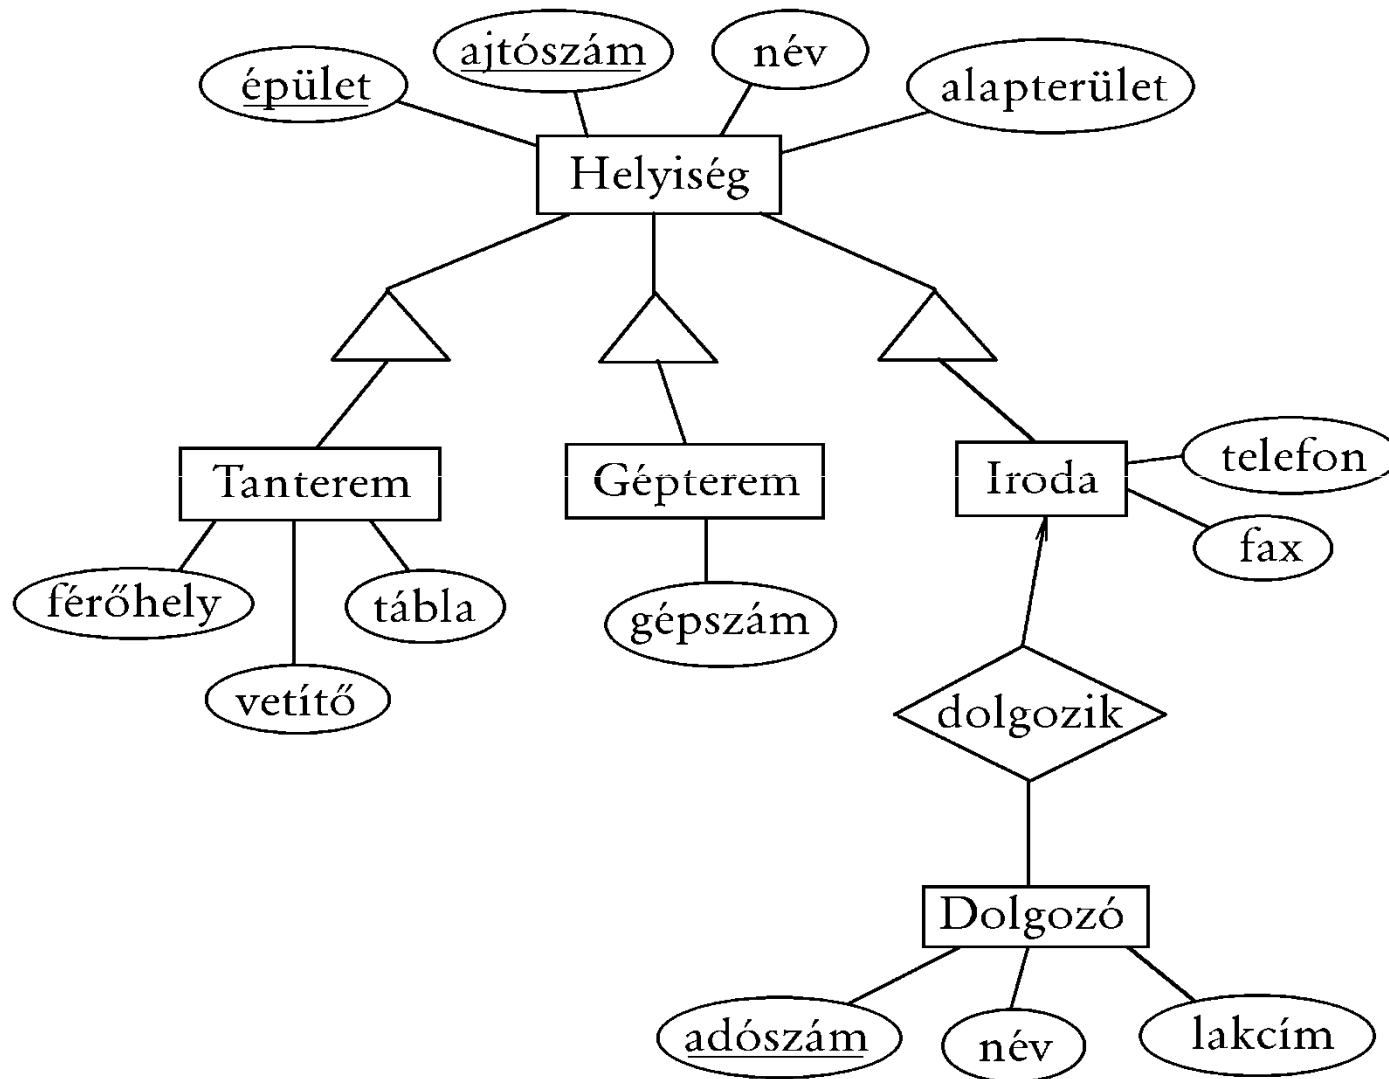 épület
ajtószám
név
alapterület
Helyiség
Tanterem
Gépterem
Iroda
telefon
fax
férőhely
vetítő
tábla
gépszám
dolgozik
Dolgozó
adószám
név
lakcím